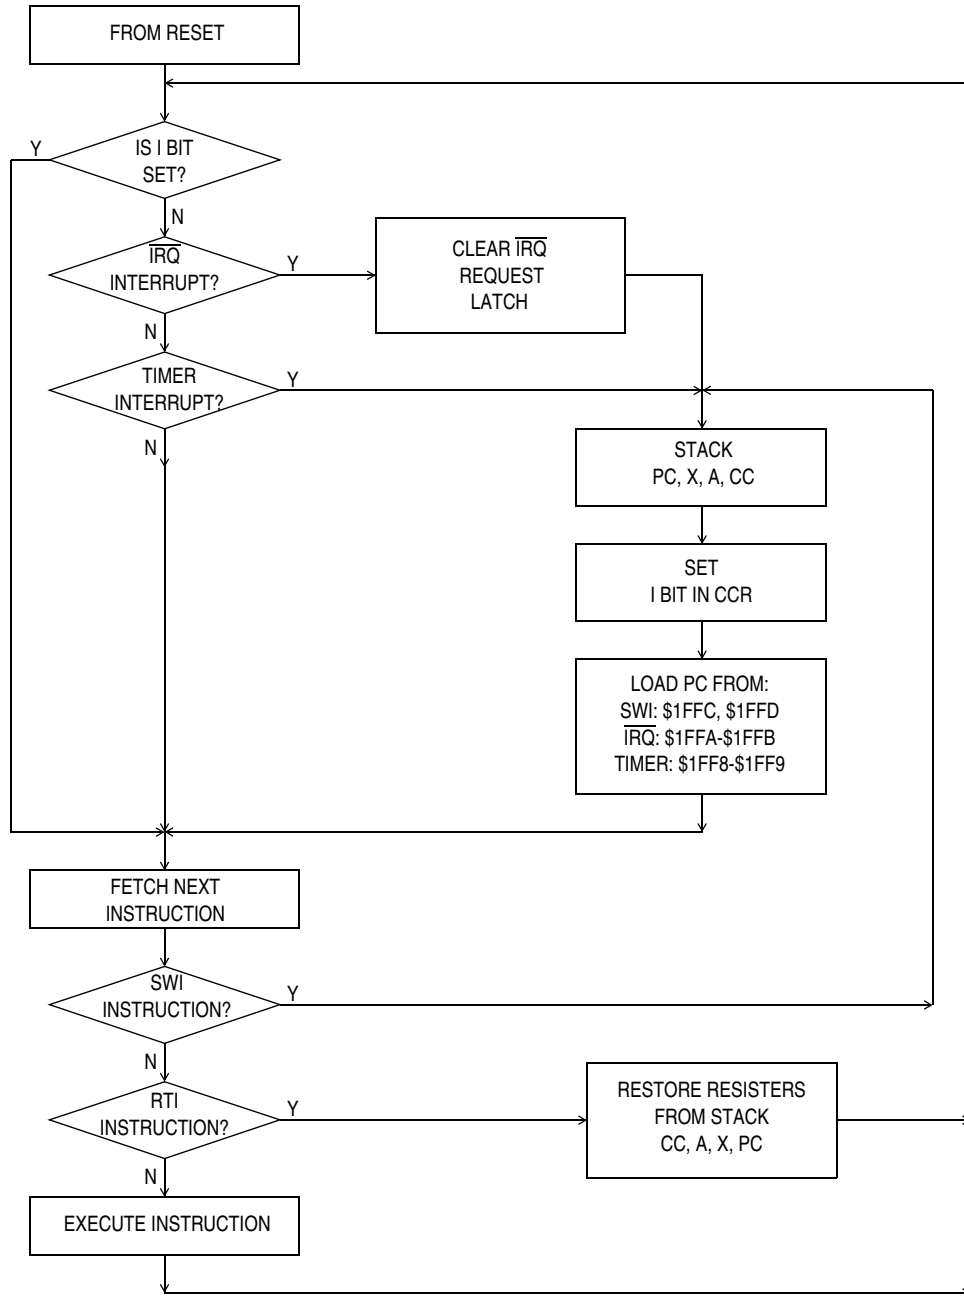 FROM RESET
Y
IS I BIT
SET?
N
IRQ
INTERRUPT?
Y
CLEAR IRQ
REQUEST
LATCH
N
TIMER
INTERRUPT?
Y
N
STACK
PC, X, A, CC
SET
I BIT IN CCR
LOAD PC FROM:
SWI: $1FFC, $1FFD
IRQ: $1FFA-$1FFB
TIMER: $1FF8-$1FF9
FETCH NEXT
INSTRUCTION
SWI
INSTRUCTION?
Y
N
RTI
INSTRUCTION?
Y
RESTORE RESISTERS
FROM STACK
CC, A, X, PC
N
EXECUTE INSTRUCTION